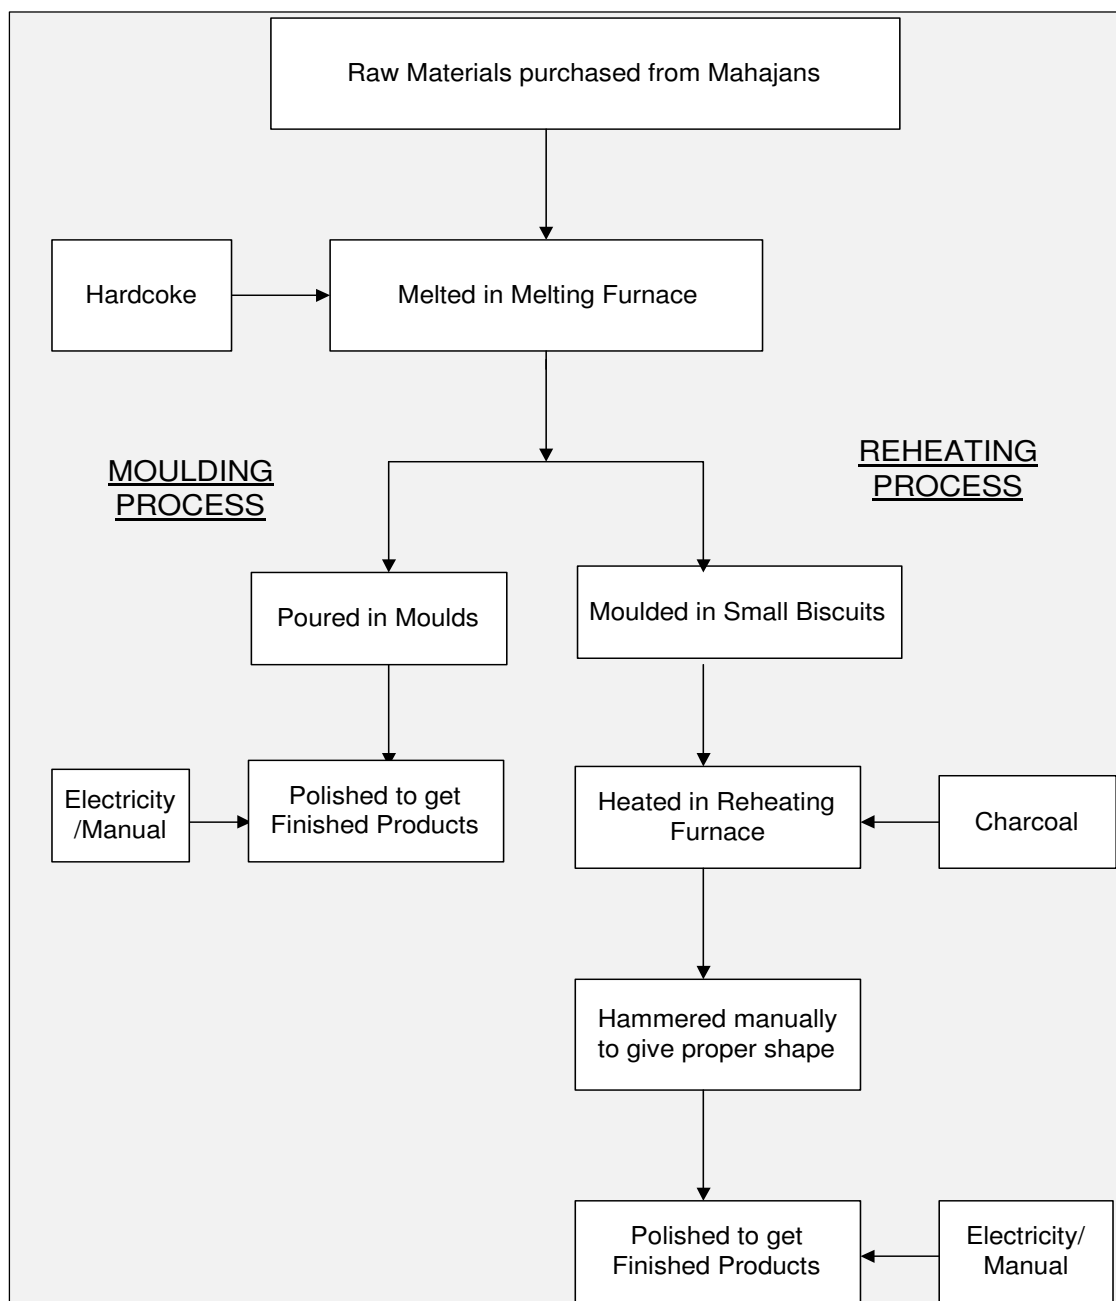 Raw Materials purchased from Mahajans
Hardcoke
Melted in Melting Furnace
MOULDING
PROCESS
REHEATING
PROCESS
Poured in Moulds
Moulded in Small Biscuits
Electricity
/Manual
Polished to get
Finished Products
Heated in Reheating
Furnace
Charcoal
Hammered manually
to give proper shape
Polished to get
Finished Products
Electricity/
Manual